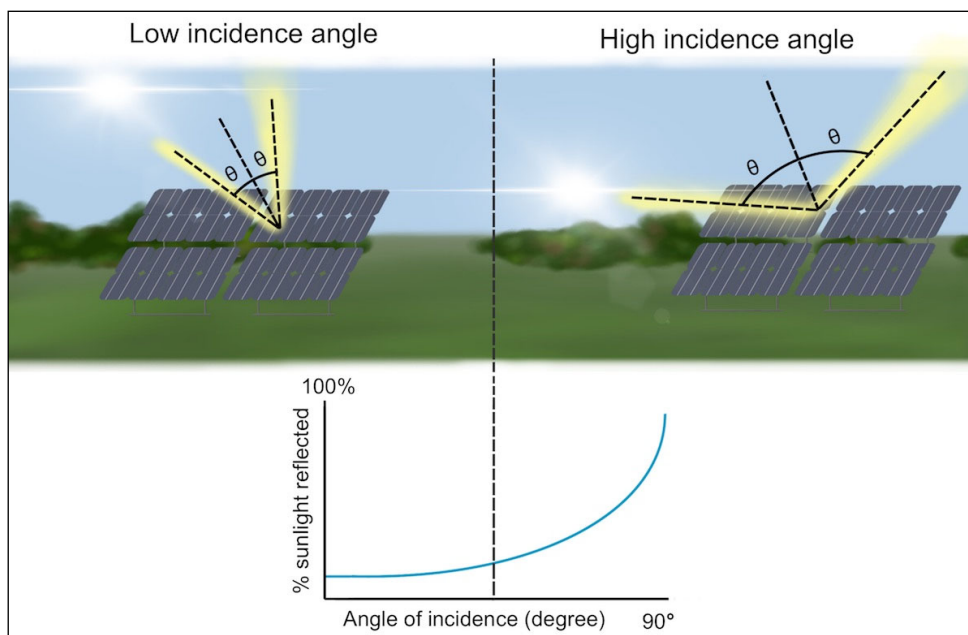 Low incidence angle
High incidence angle
θ
θ
θ
θ
100%
% sunlight reflected
Angle of incidence (degree)
90°